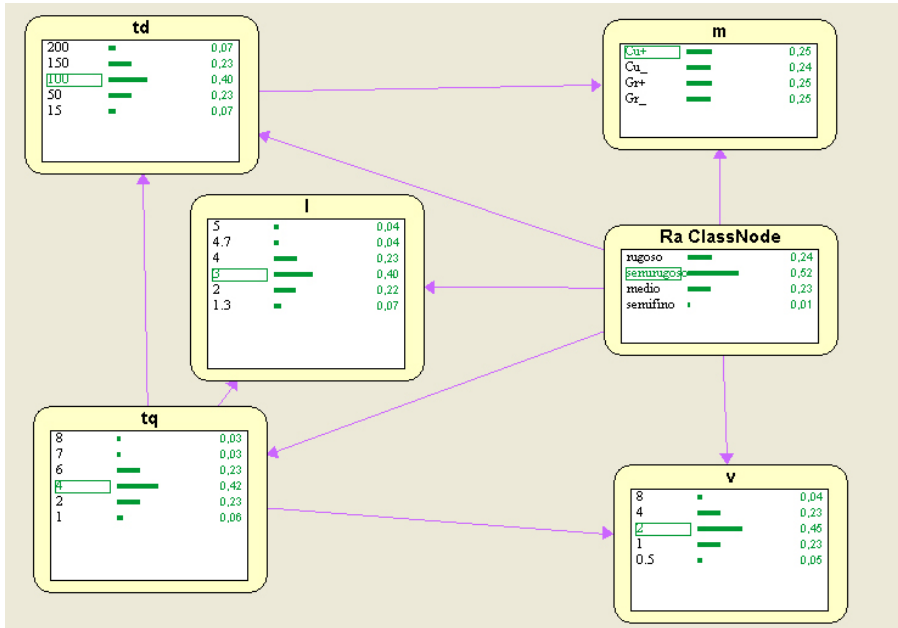 td
200 0,07
150 0,23
100 0,40
50 0,23
15 0,07
m
Cu+ 0,25
Cu_ 0,24
Gr+ 0,25
Gr_ 0,25
l
5 0,04
4.7 0,04
4 0,23
3 0,40
2 0,22
1.3 0,07
Ra ClassNode
rugoso 0,24
semirugoso 0,52
medio 0,23
semifino 0,01
tq
8 0,03
7 0,03
6 0,23
4 0,42
2 0,23
1 0,06
v
8 0,04
4 0,23
2 0,45
1 0,23
0.5 0,05